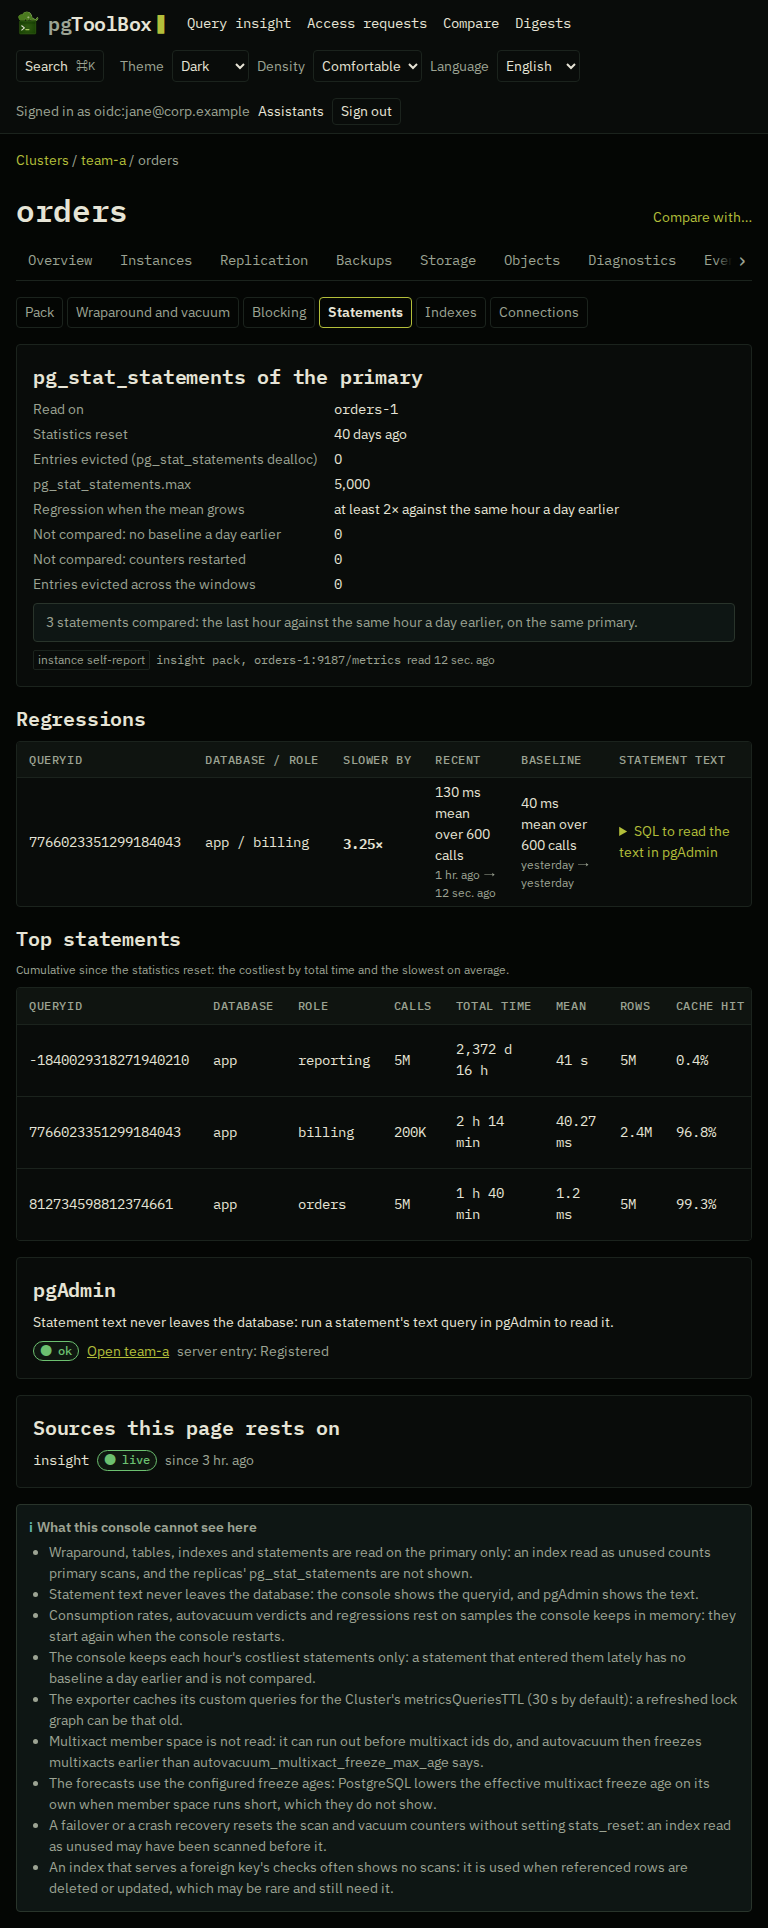 pgToolBox
Query insight Access requests Compare Digests
Search ⌘K Theme Dark Density Comfortable Language English
Signed in as oidc:jane@corp.example Assistants Sign out
Clusters / team-a / orders
orders
Compare with...
Overview Instances Replication Backups Storage Objects Diagnostics
Pack Wraparound and vacuum Blocking Statements Indexes Connections
pg_stat_statements of the primary
Read on orders-1
Statistics reset 40 days ago
Entries evicted (pg_stat_statements dealloc) 0
pg_stat_statements.max 5,000
Regression when the mean grows at least 2× against the same hour a day earlier
Not compared: no baseline a day earlier 0
Not compared: counters restarted 0
Entries evicted across the windows 0
3 statements compared: the last hour against the same hour a day earlier, on the same primary.
instance self-report insight pack, orders-1:9187/metrics read 12 sec. ago
Regressions
QUERYID DATABASE / ROLE SLOWER BY RECENT BASELINE STATEMENT TEXT
7766023351299184043 app / billing 3.25×
130 ms
mean
over 600
calls
1 hr. ago →
12 sec. ago
40 ms
mean over
600 calls
yesterday →
yesterday
▶ SQL to read the
text in pgAdmin
Top statements
Cumulative since the statistics reset: the costliest by total time and the slowest on average.
QUERYID DATABASE ROLE CALLS TOTAL TIME MEAN ROWS CACHE HIT
-1840029318271940210 app reporting 5M 2,372 d 16 h 41 s 5M 0.4%
7766023351299184043 app billing 200K 2 h 14 min 40.27 ms 2.4M 96.8%
812734598812374661 app orders 5M 1 h 40 min 1.2 ms 5M 99.3%
pgAdmin
Statement text never leaves the database: run a statement's text query in pgAdmin to read it.
ok Open team-a server entry: Registered
Sources this page rests on
insight live since 3 hr. ago
i What this console cannot see here
• Wraparound, tables, indexes and statements are read on the primary only: an index read as unused counts
primary scans, and the replicas' pg_stat_statements are not shown.
• Statement text never leaves the database: the console shows the queryid, and pgAdmin shows the text.
• Consumption rates, autovacuum verdicts and regressions rest on samples the console keeps in memory: they
start again when the console restarts.
• The console keeps each hour's costliest statements only: a statement that entered them lately has no
baseline a day earlier and is not compared.
• The exporter caches its custom queries for the Cluster's metricsQueriesTTL (30 s by default): a refreshed lock
graph can be that old.
• Multixact member space is not read: it can run out before multixact ids do, and autovacuum then freezes
multixacts earlier than autovacuum_multixact_freeze_max_age says.
• The forecasts use the configured freeze ages: PostgreSQL lowers the effective multixact freeze age on its
own when member space runs short, which they do not show.
• A failover or a crash recovery resets the scan and vacuum counters without setting stats_reset: an index read
as unused may have been scanned before it.
• An index that serves a foreign key's checks often shows no scans: it is used when referenced rows are
deleted or updated, which may be rare and still need it.